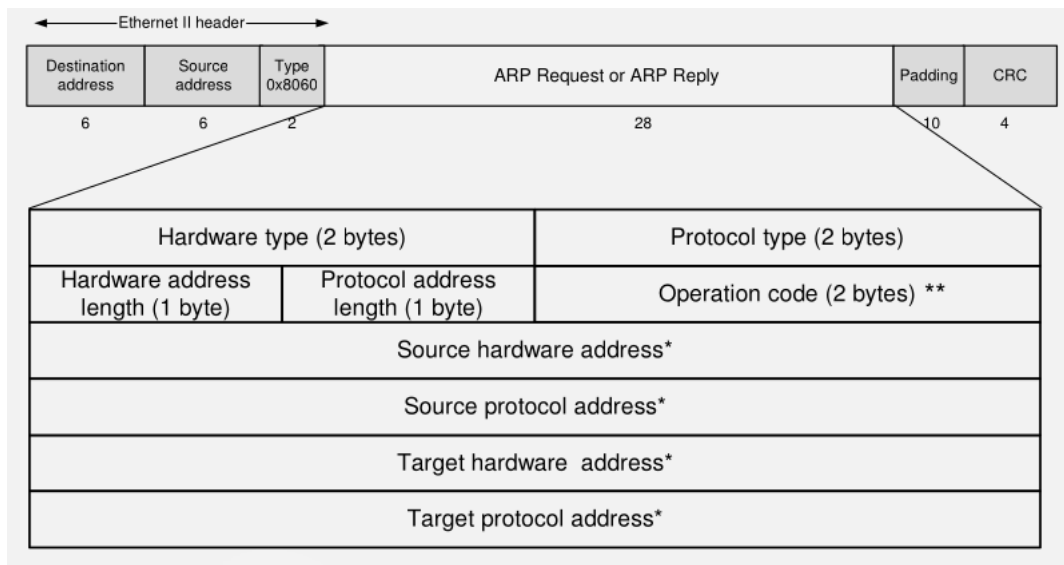 Ethernet II header
Destination
address
Source
address
Type
0x8060
ARP Request or ARP Reply
Padding
CRC
6
6
2
28
10
4
Hardware type (2 bytes)
Protocol type (2 bytes)
Hardware address
length (1 byte)
Protocol address
length (1 byte)
Operation code (2 bytes) **
Source hardware address*
Source protocol address*
Target hardware address*
Target protocol address*